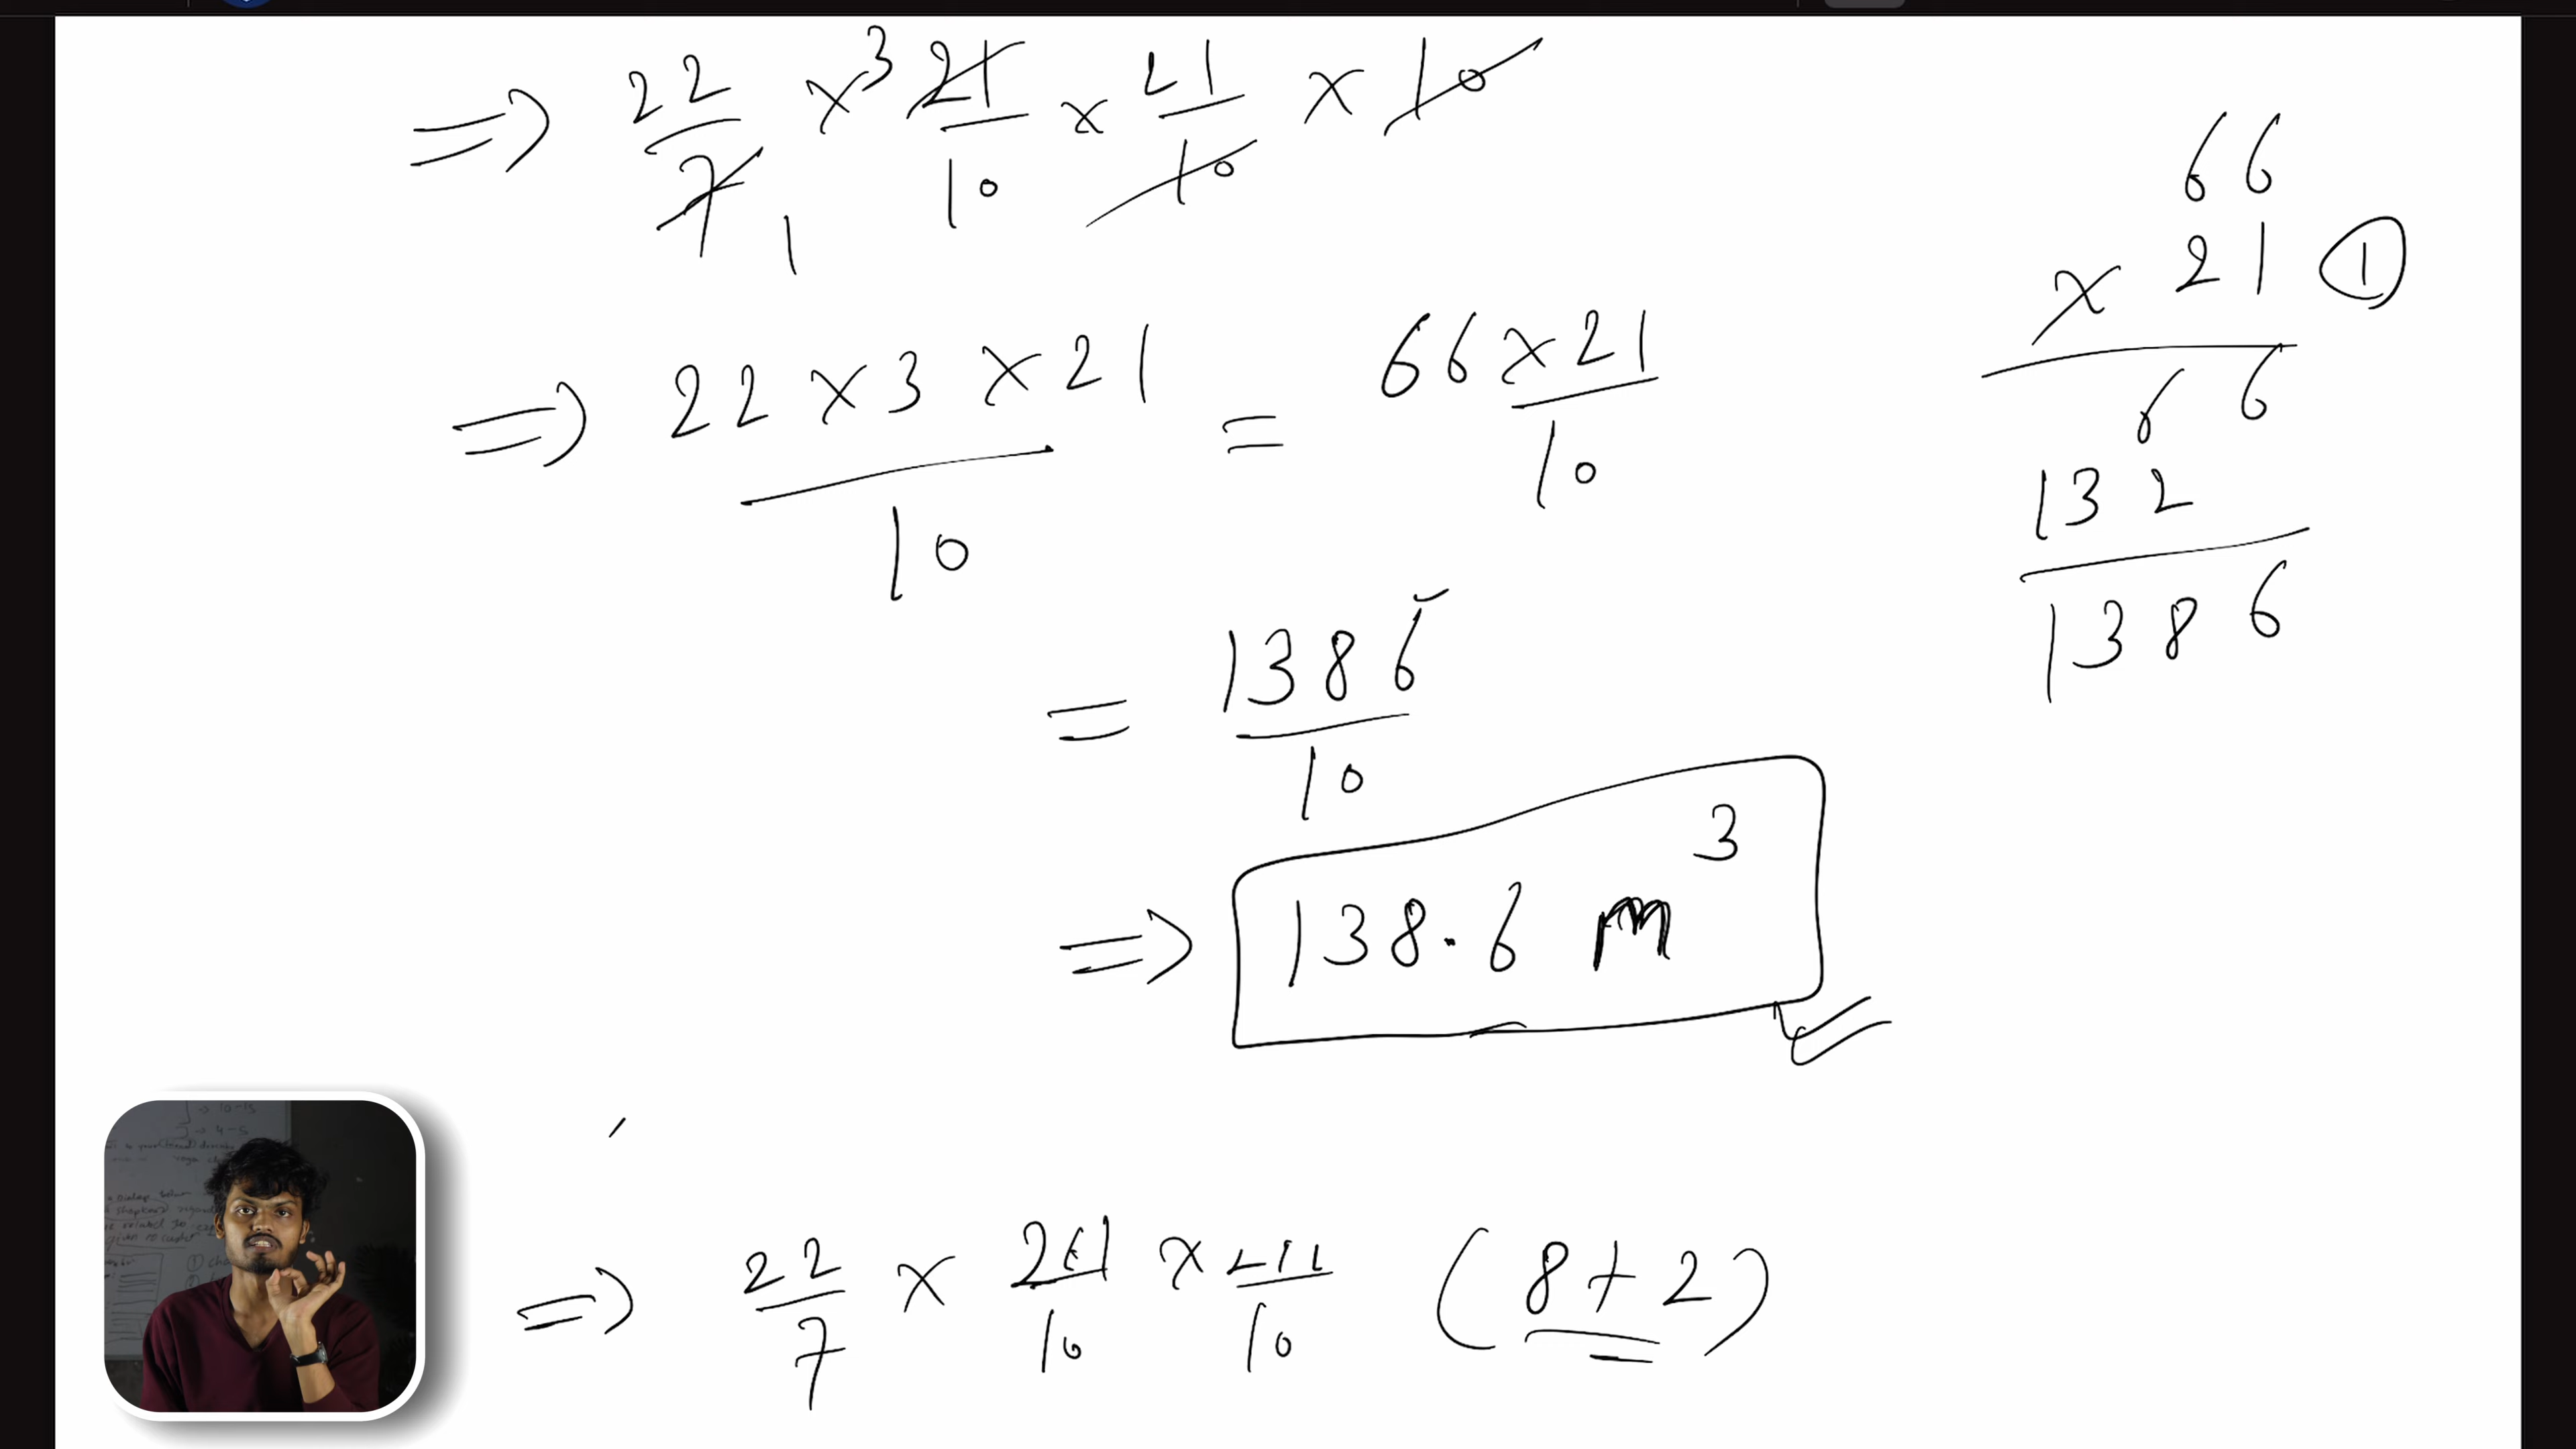 ⇒ 22/7 1 × 3 21/10 × 21/10 × 10
⇒ 22 × 3 × 21 / 10 = 66 × 21 / 10
= 1386/10
⇒ 138.6 m³
⇒ 22/7 × 21/10 × 21/10 (8+2)
66
× 21 ①
66
132
1386